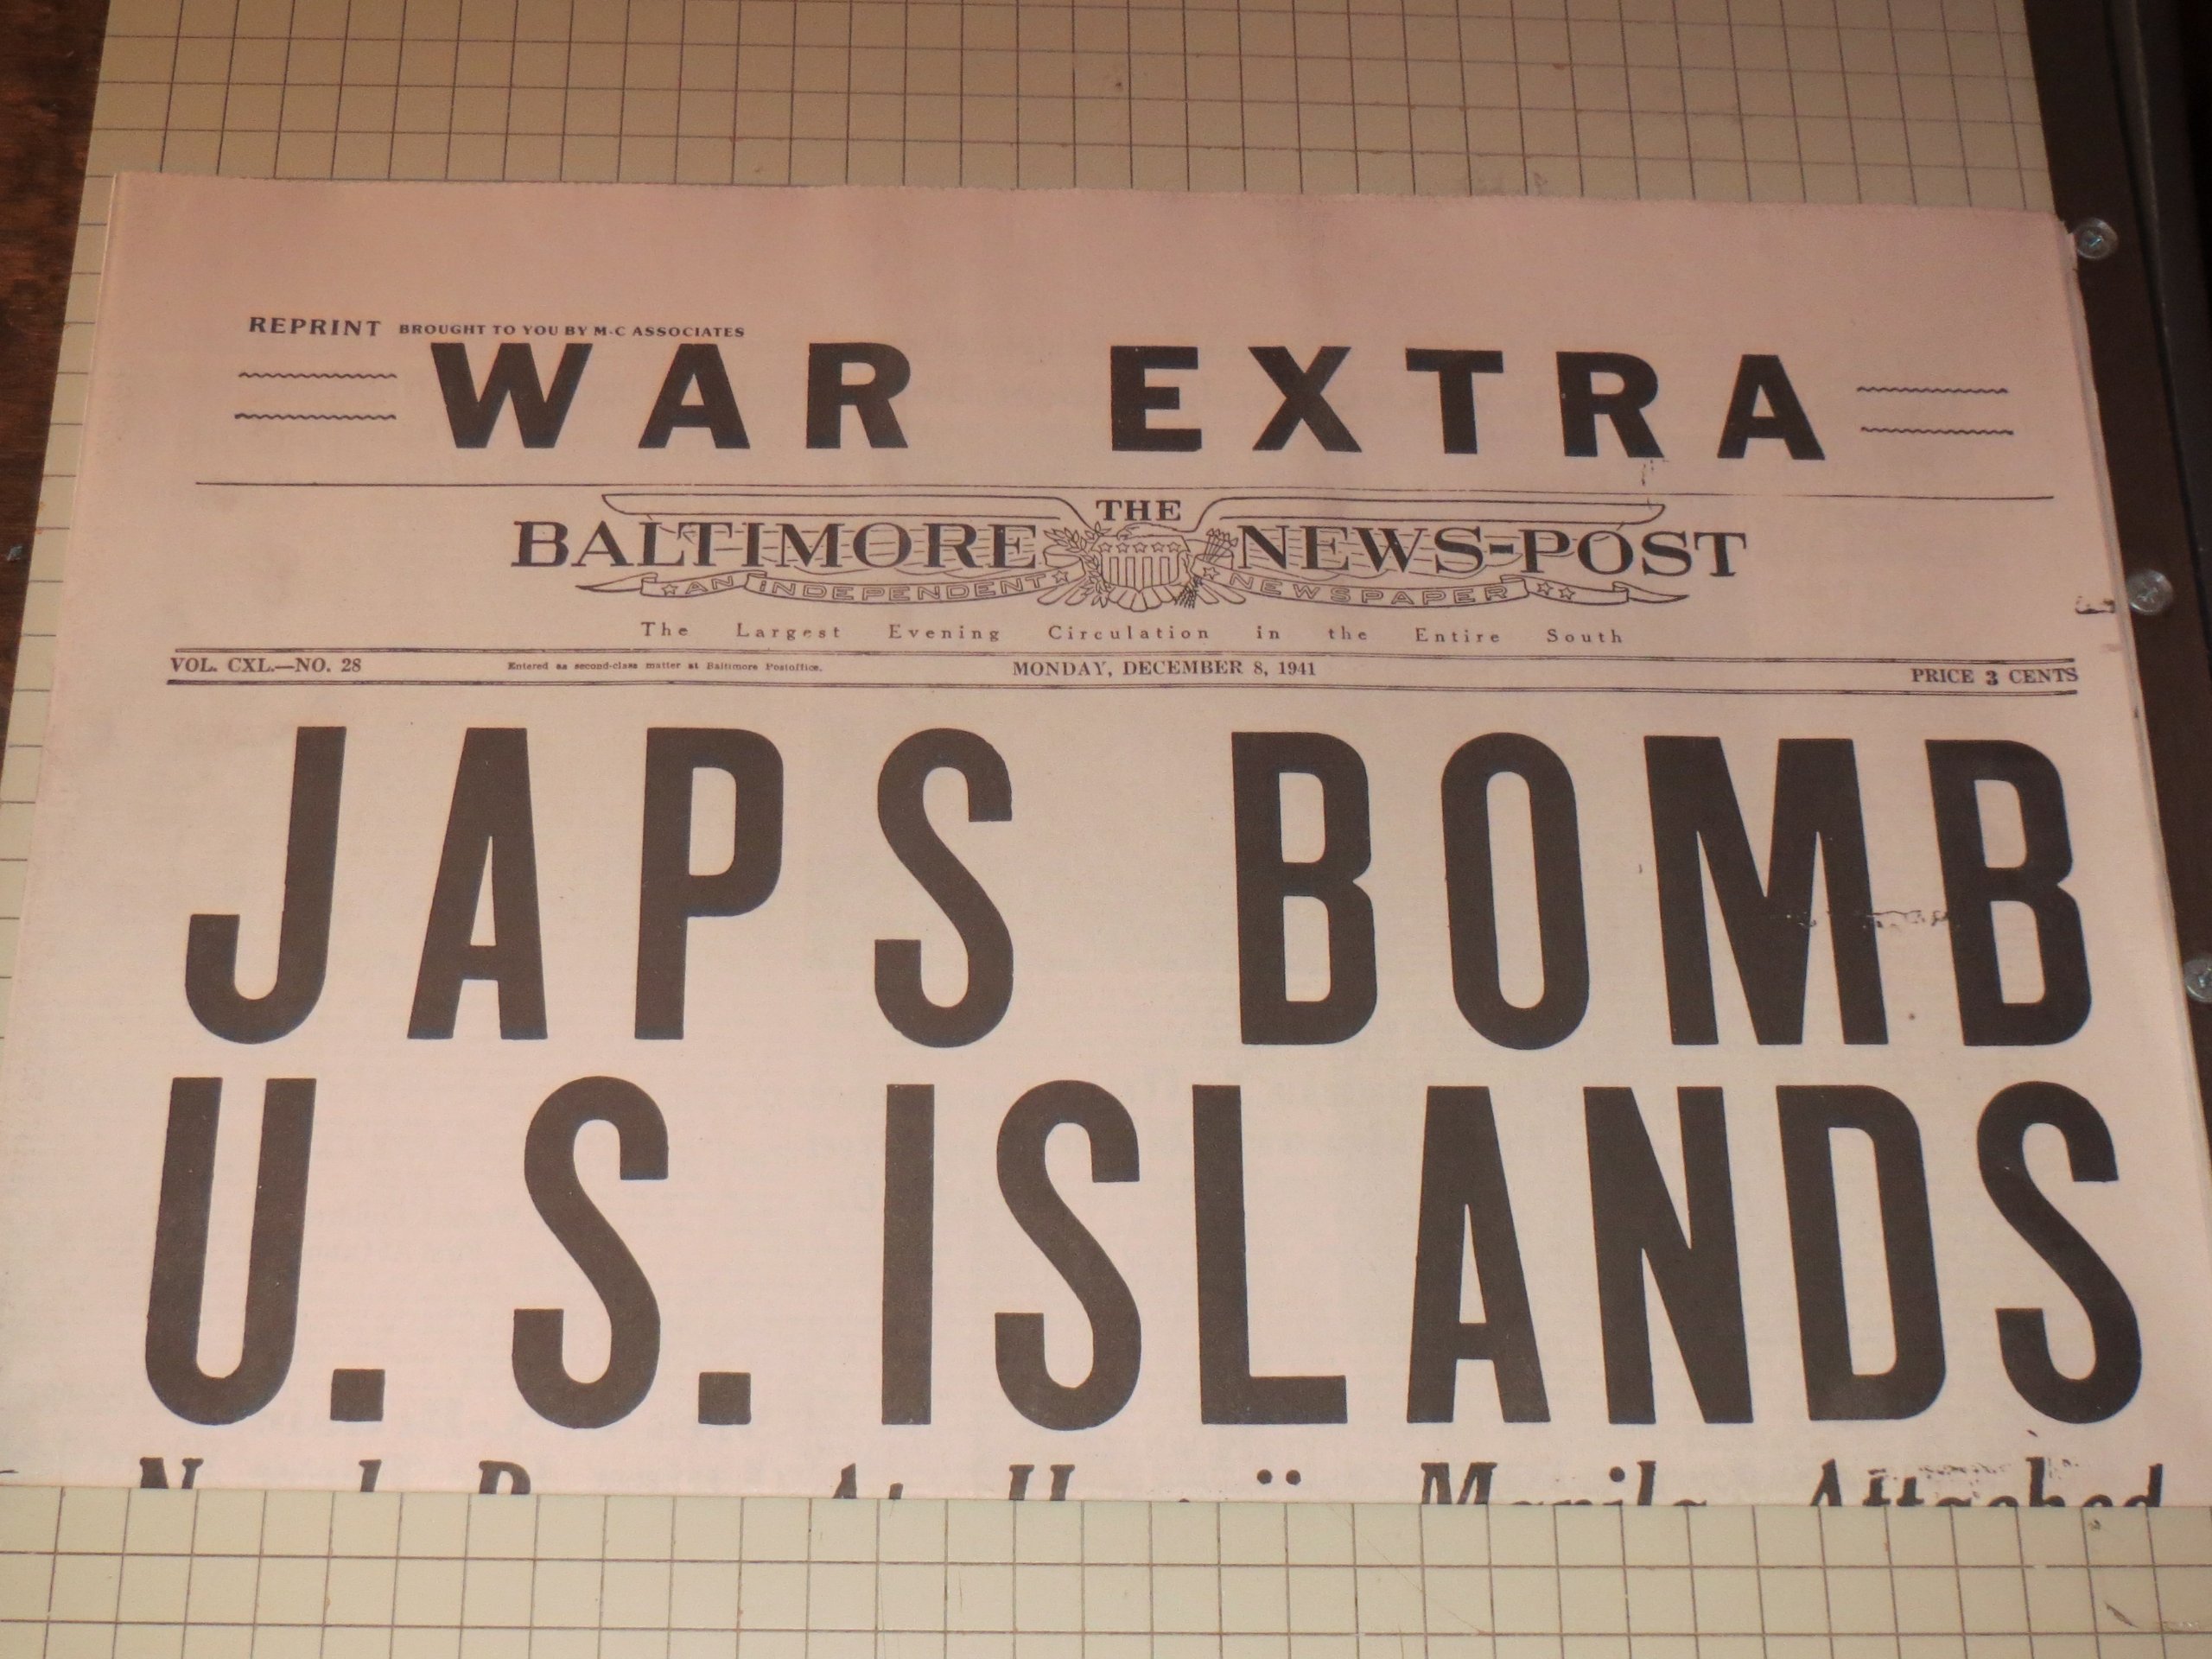 REPRINT BROUGHT TO YOU BY M-C ASSOCIATES
WAR EXTRA
THE
BALTIMORE NEWS-POST
AN INDEPENDENT NEWSPAPER
The Largest Evening Circulation in the Entire South
VOL. CXL.—NO. 28 Entered as second-class matter at Baltimore Postoffice. MONDAY, DECEMBER 8, 1941 PRICE 3 CENTS
JAPS BOMB
U. S. ISLANDS
Manila Attacked